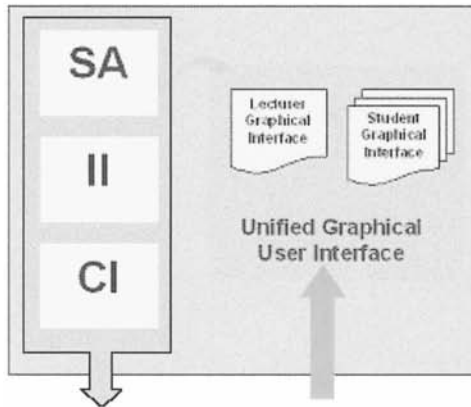 SA
II
CI
Lecturer
Graphical
Interface
Student
Graphical
Interface
Unified Graphical
User Interface